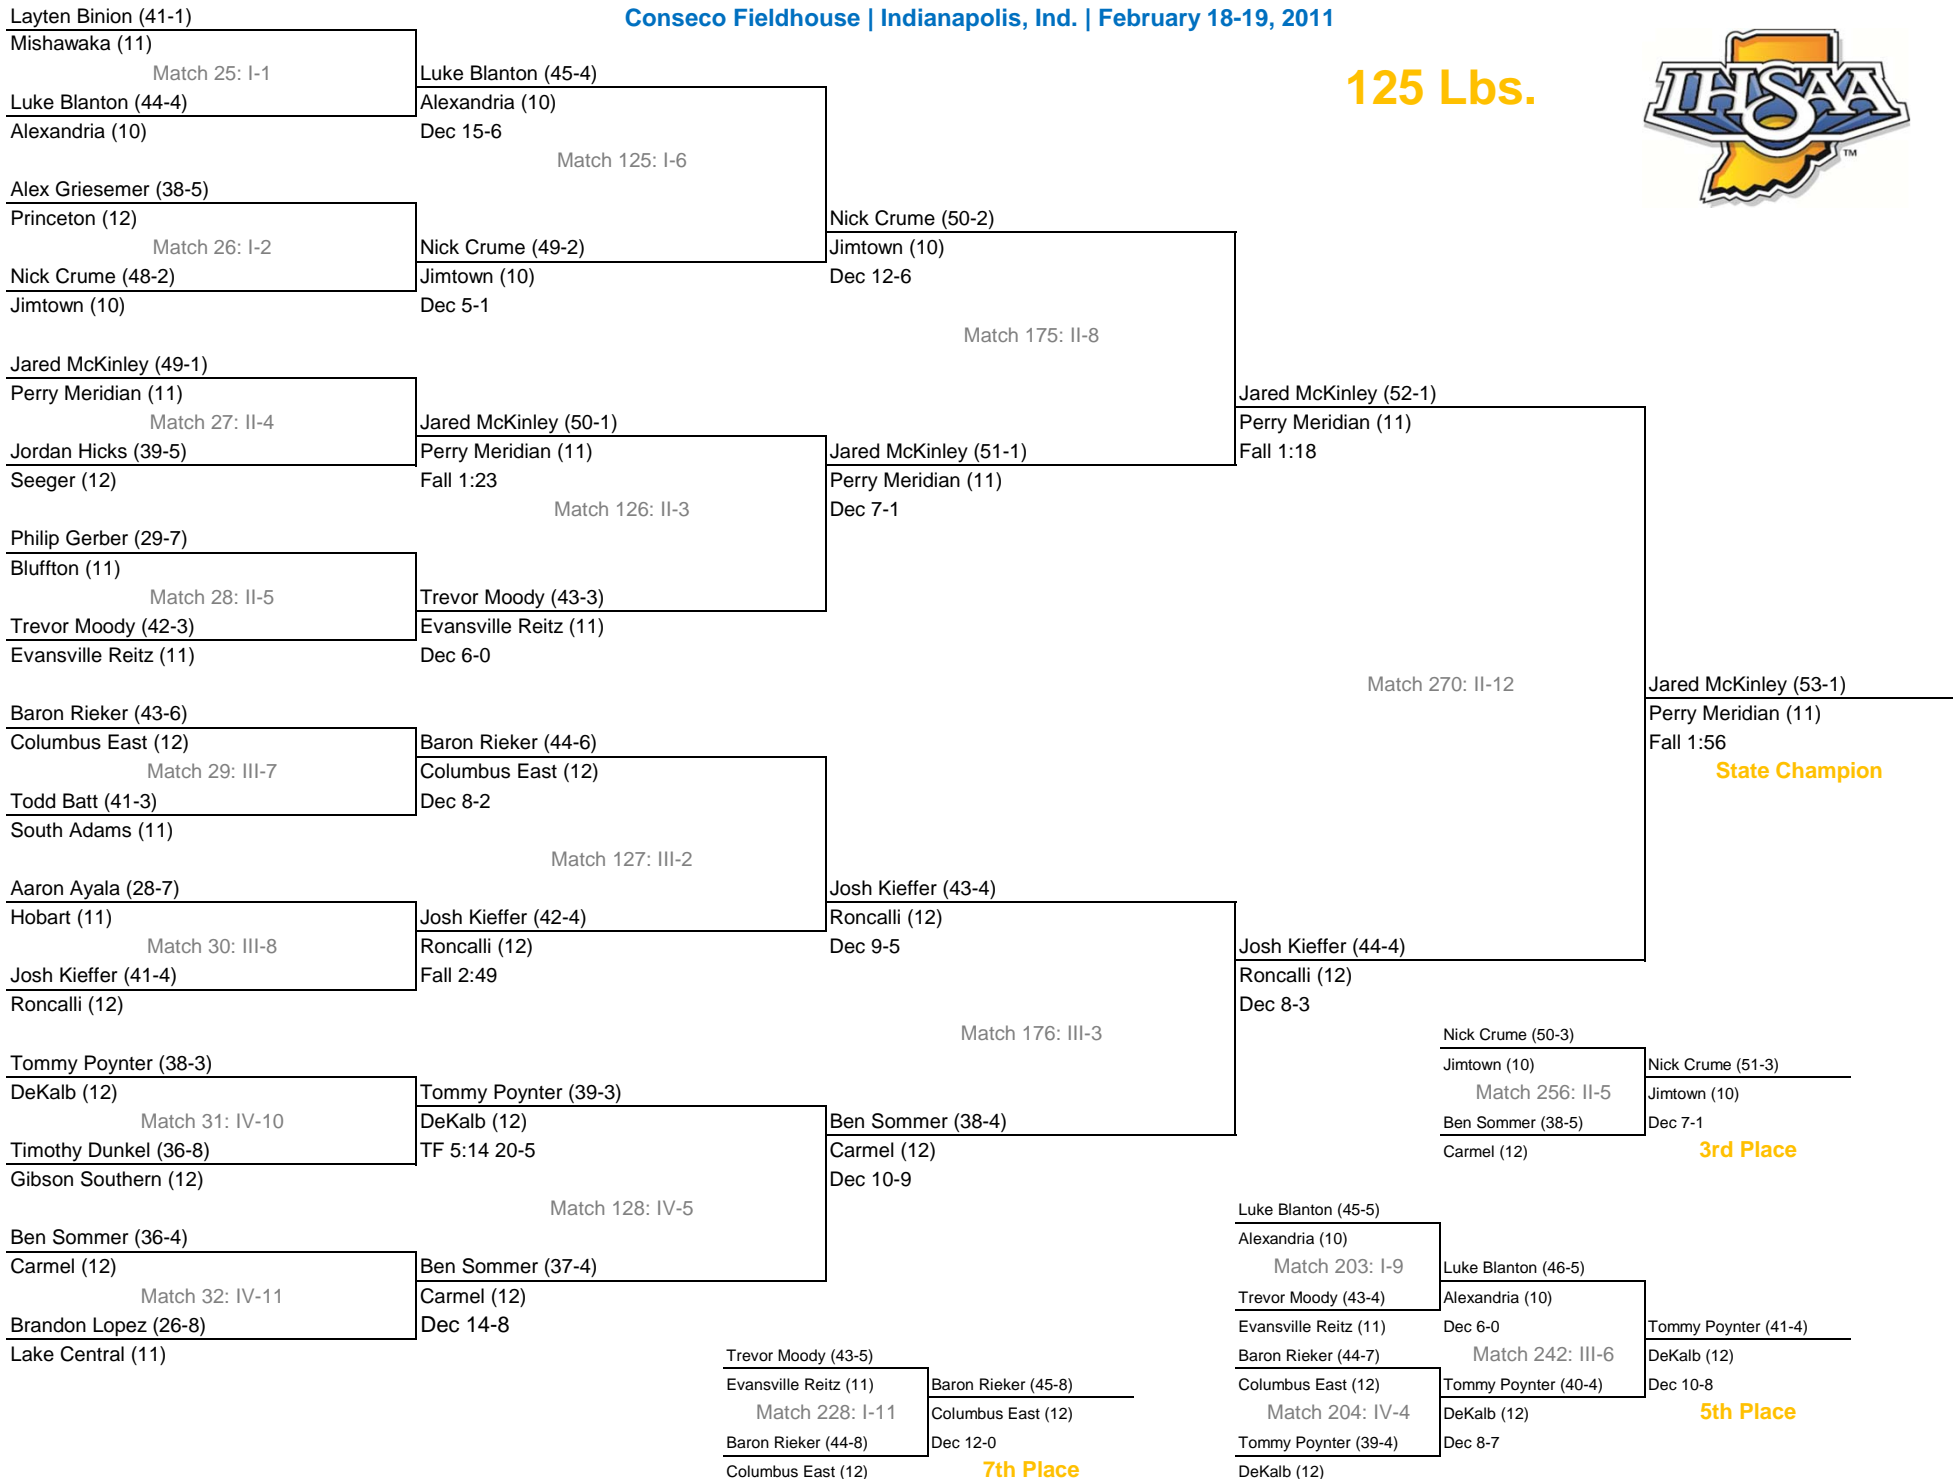 Conseco Fieldhouse | Indianapolis, Ind. | February 18-19, 2011
125 Lbs.
IHSAA
TM
Layten Binion (41-1)
Mishawaka (11)
Match 25: I-1
Luke Blanton (44-4)
Alexandria (10)
Alex Griesemer (38-5)
Princeton (12)
Match 26: I-2
Nick Crume (48-2)
Jimtown (10)
Jared McKinley (49-1)
Perry Meridian (11)
Match 27: II-4
Jordan Hicks (39-5)
Seeger (12)
Philip Gerber (29-7)
Bluffton (11)
Match 28: II-5
Trevor Moody (42-3)
Evansville Reitz (11)
Baron Rieker (43-6)
Columbus East (12)
Match 29: III-7
Todd Batt (41-3)
South Adams (11)
Aaron Ayala (28-7)
Hobart (11)
Match 30: III-8
Josh Kieffer (41-4)
Roncalli (12)
Tommy Poynter (38-3)
DeKalb (12)
Match 31: IV-10
Timothy Dunkel (36-8)
Gibson Southern (12)
Ben Sommer (36-4)
Carmel (12)
Match 32: IV-11
Brandon Lopez (26-8)
Lake Central (11)
Luke Blanton (45-4)
Alexandria (10)
Dec 15-6
Match 125: I-6
Nick Crume (49-2)
Jimtown (10)
Dec 5-1
Jared McKinley (50-1)
Perry Meridian (11)
Fall 1:23
Match 126: II-3
Trevor Moody (43-3)
Evansville Reitz (11)
Dec 6-0
Baron Rieker (44-6)
Columbus East (12)
Dec 8-2
Match 127: III-2
Josh Kieffer (42-4)
Roncalli (12)
Fall 2:49
Tommy Poynter (39-3)
DeKalb (12)
TF 5:14 20-5
Match 128: IV-5
Ben Sommer (37-4)
Carmel (12)
Dec 14-8
Nick Crume (50-2)
Jimtown (10)
Dec 12-6
Match 175: II-8
Jared McKinley (51-1)
Perry Meridian (11)
Dec 7-1
Josh Kieffer (43-4)
Roncalli (12)
Dec 9-5
Match 176: III-3
Ben Sommer (38-4)
Carmel (12)
Dec 10-9
Jared McKinley (52-1)
Perry Meridian (11)
Fall 1:18
Match 270: II-12
Josh Kieffer (44-4)
Roncalli (12)
Dec 8-3
Jared McKinley (53-1)
Perry Meridian (11)
Fall 1:56
State Champion
Nick Crume (50-3)
Jimtown (10)
Match 256: II-5
Ben Sommer (38-5)
Carmel (12)
Nick Crume (51-3)
Jimtown (10)
Dec 7-1
3rd Place
Luke Blanton (45-5)
Alexandria (10)
Match 203: I-9
Trevor Moody (43-4)
Evansville Reitz (11)
Baron Rieker (44-7)
Columbus East (12)
Match 204: IV-4
Tommy Poynter (39-4)
DeKalb (12)
Luke Blanton (46-5)
Alexandria (10)
Dec 6-0
Match 242: III-6
Tommy Poynter (40-4)
DeKalb (12)
Dec 8-7
Tommy Poynter (41-4)
DeKalb (12)
Dec 10-8
5th Place
Trevor Moody (43-5)
Evansville Reitz (11)
Match 228: I-11
Baron Rieker (44-8)
Columbus East (12)
Baron Rieker (45-8)
Columbus East (12)
Dec 12-0
7th Place